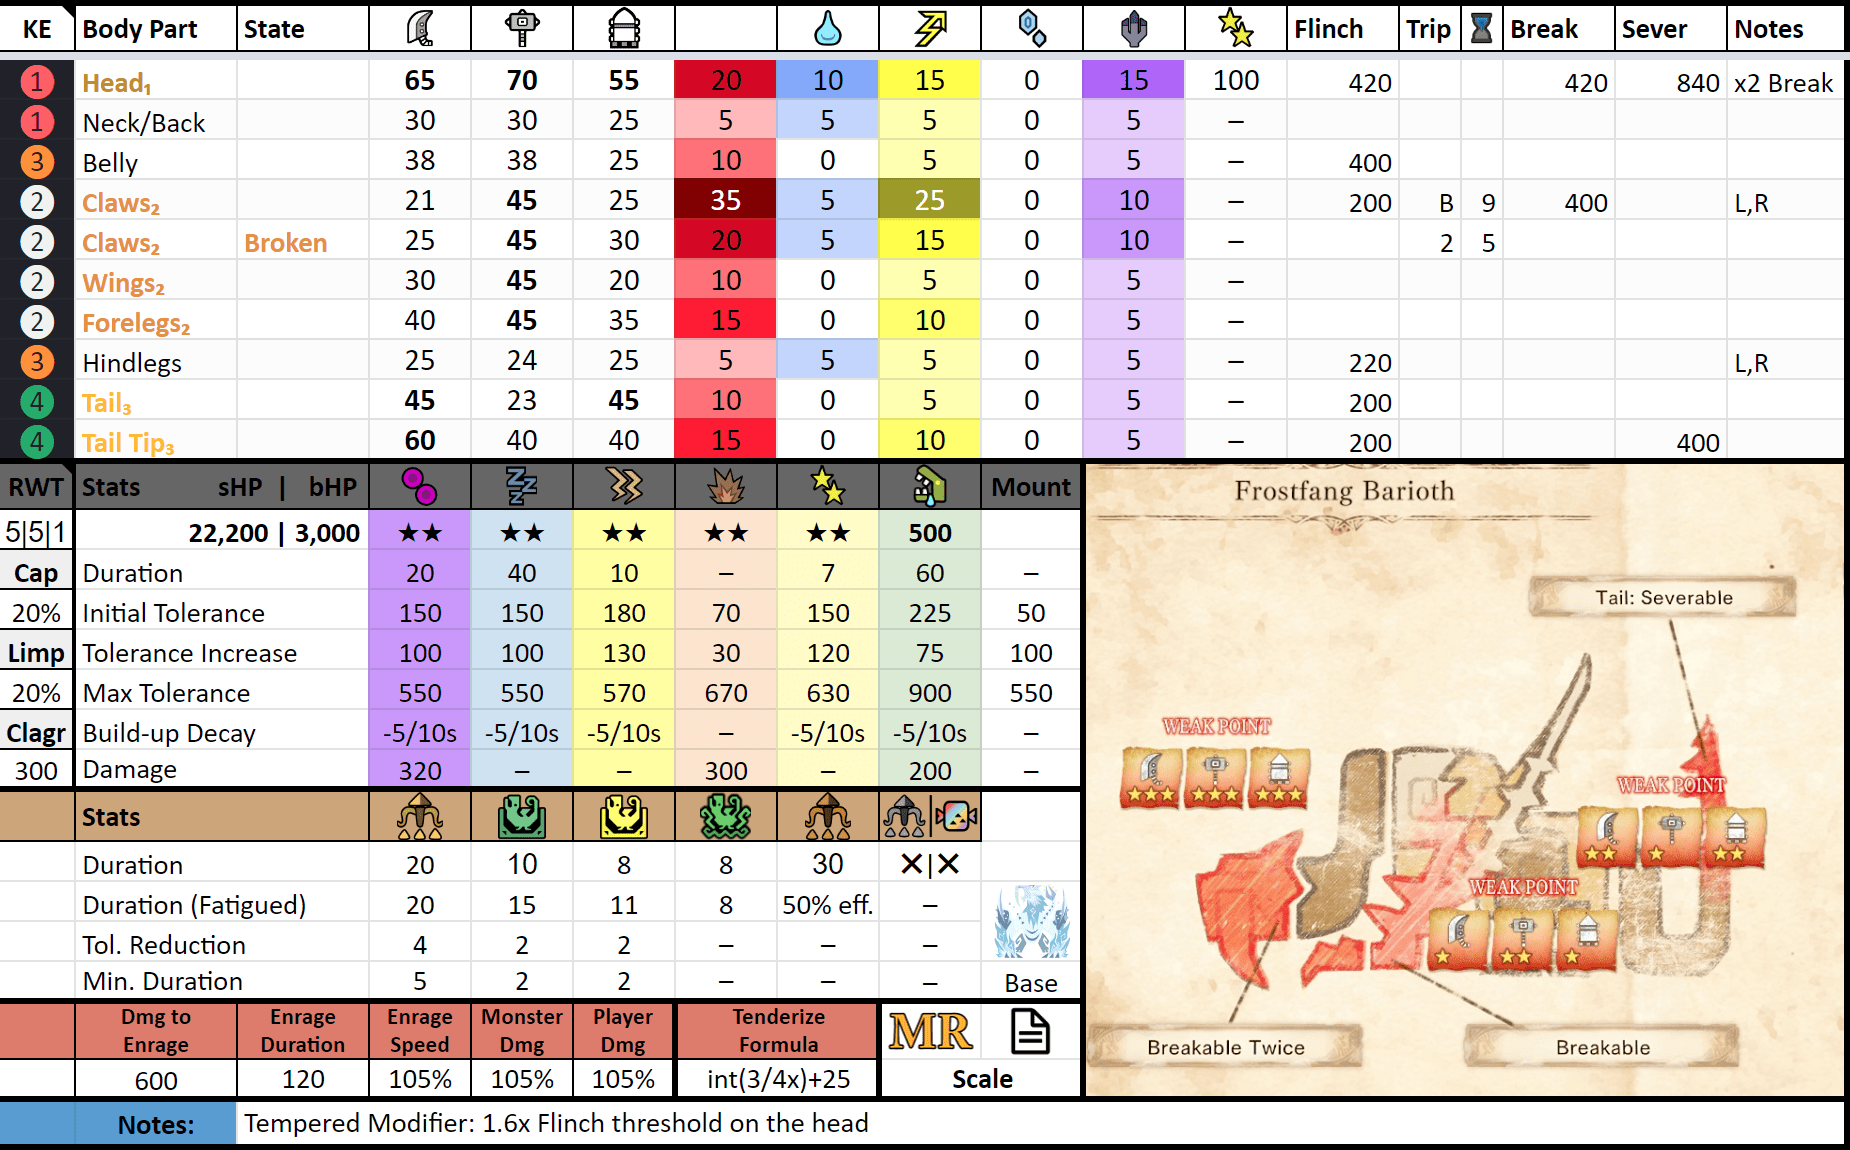 KE Body Part State Flinch Trip Break Sever Notes
1 Head₁ 65 70 55 20 10 15 0 15 100 420 420 840 x2 Break
1 Neck/Back 30 30 25 5 5 5 0 5 –
3 Belly 38 38 25 10 0 5 0 5 – 400
2 Claws₂ 21 45 25 35 5 25 0 10 – 200 B 9 400 L,R
2 Claws₂ Broken 25 45 30 20 5 15 0 10 – 2 5
2 Wings₂ 30 45 20 10 0 5 0 5 –
2 Forelegs₂ 40 45 35 15 0 10 0 5 –
3 Hindlegs 25 24 25 5 5 5 0 5 – 220 L,R
4 Tail₃ 45 23 45 10 0 5 0 5 – 200
4 Tail Tip₃ 60 40 40 15 0 10 0 5 – 200 400
RWT Stats sHP | bHP Mount
5|5|1 22,200 | 3,000 ★★ ★★ ★★ ★★ ★★ 500
Cap Duration 20 40 10 – 7 60 –
20% Initial Tolerance 150 150 180 70 150 225 50
Limp Tolerance Increase 100 100 130 30 120 75 100
20% Max Tolerance 550 550 570 670 630 900 550
Clagr Build-up Decay -5/10s -5/10s -5/10s – -5/10s -5/10s –
300 Damage 320 – – 300 – 200 –
Stats
Duration 20 10 8 8 30 ✕|✕
Duration (Fatigued) 20 15 11 8 50% eff. –
Tol. Reduction 4 2 2 – – –
Min. Duration 5 2 2 – – – Base
Dmg to Enrage Enrage Duration Enrage Speed Monster Dmg Player Dmg Tenderize Formula MR
600 120 105% 105% 105% int(3/4x)+25 Scale
Frostfang Barioth
Tail: Severable
WEAK POINT
WEAK POINT
WEAK POINT
Breakable Twice
Breakable
Notes: Tempered Modifier: 1.6x Flinch threshold on the head